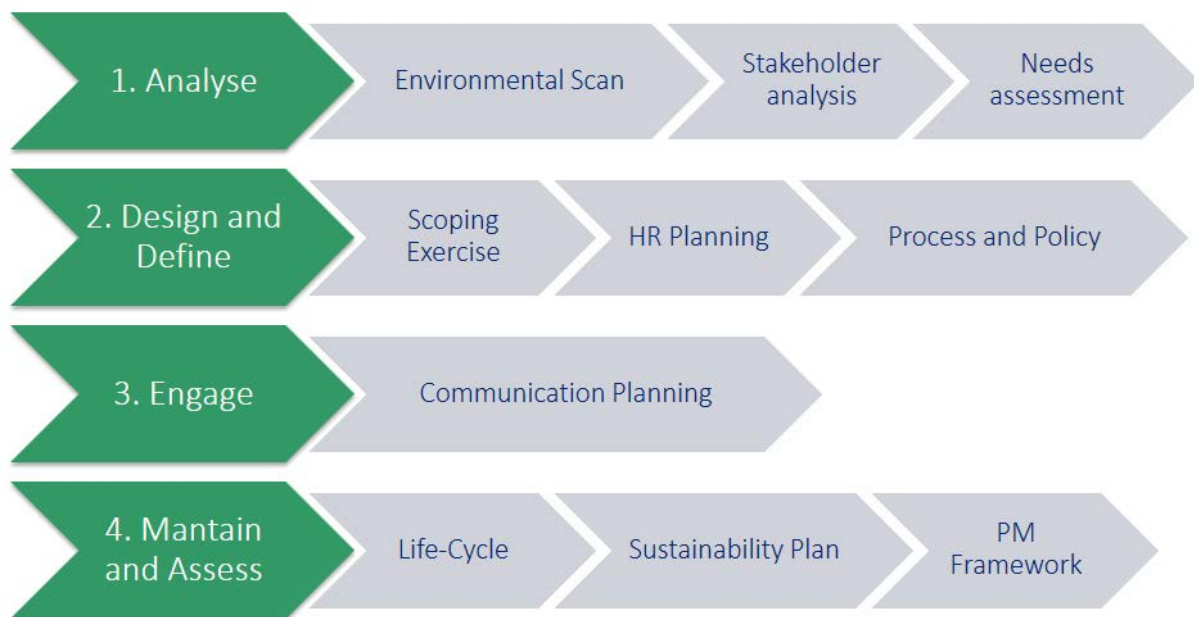 1. Analyse
Environmental Scan
Stakeholder
analysis
Needs
assessment
2. Design and
Define
Scoping
Exercise
HR Planning
Process and Policy
3. Engage
Communication Planning
4. Mantain
and Assess
Life-Cycle
Sustainability Plan
PM
Framework